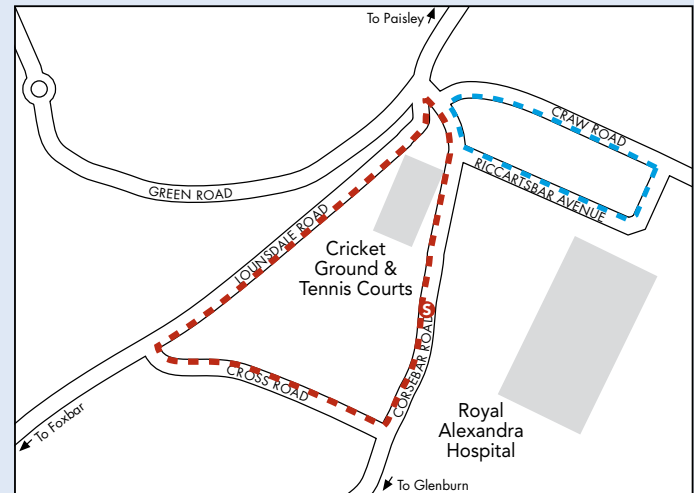 To Paisley
CRAW ROAD
RICCARTSBAR AVENUE
GREEN ROAD
LOUNSDALE ROAD
Cricket
Ground &
Tennis Courts
S
CORSEBAR ROAD
CROSS ROAD
Royal
Alexandra
Hospital
To Foxbar
To Glenburn